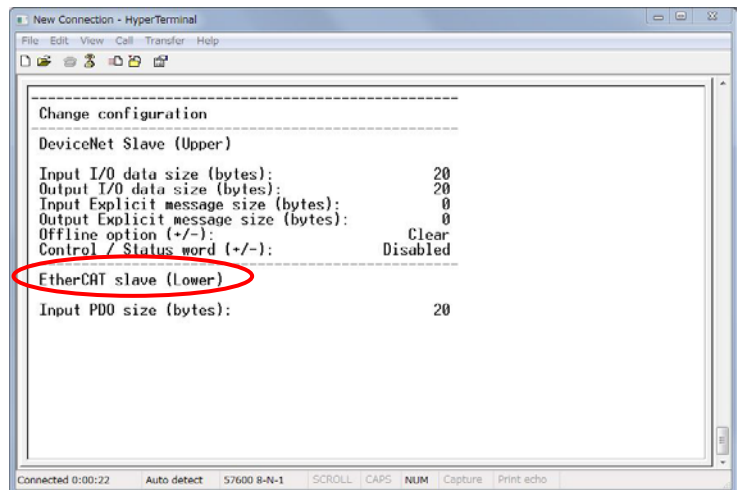 New Connection - HyperTerminal
File Edit View Call Transfer Help
Change configuration
DeviceNet Slave (Upper)
Input I/O data size (bytes): 20
Output I/O data size (bytes): 20
Input Explicit message size (bytes): 0
Output Explicit message size (bytes): 0
Offline option (+/-): Clear
Control / Status word (+/-): Disabled
EtherCAT slave (Lower)
Input PDO size (bytes): 20
Connected 0:00:22 Auto detect 57600 8-N-1 SCROLL CAPS NUM Capture Print echo